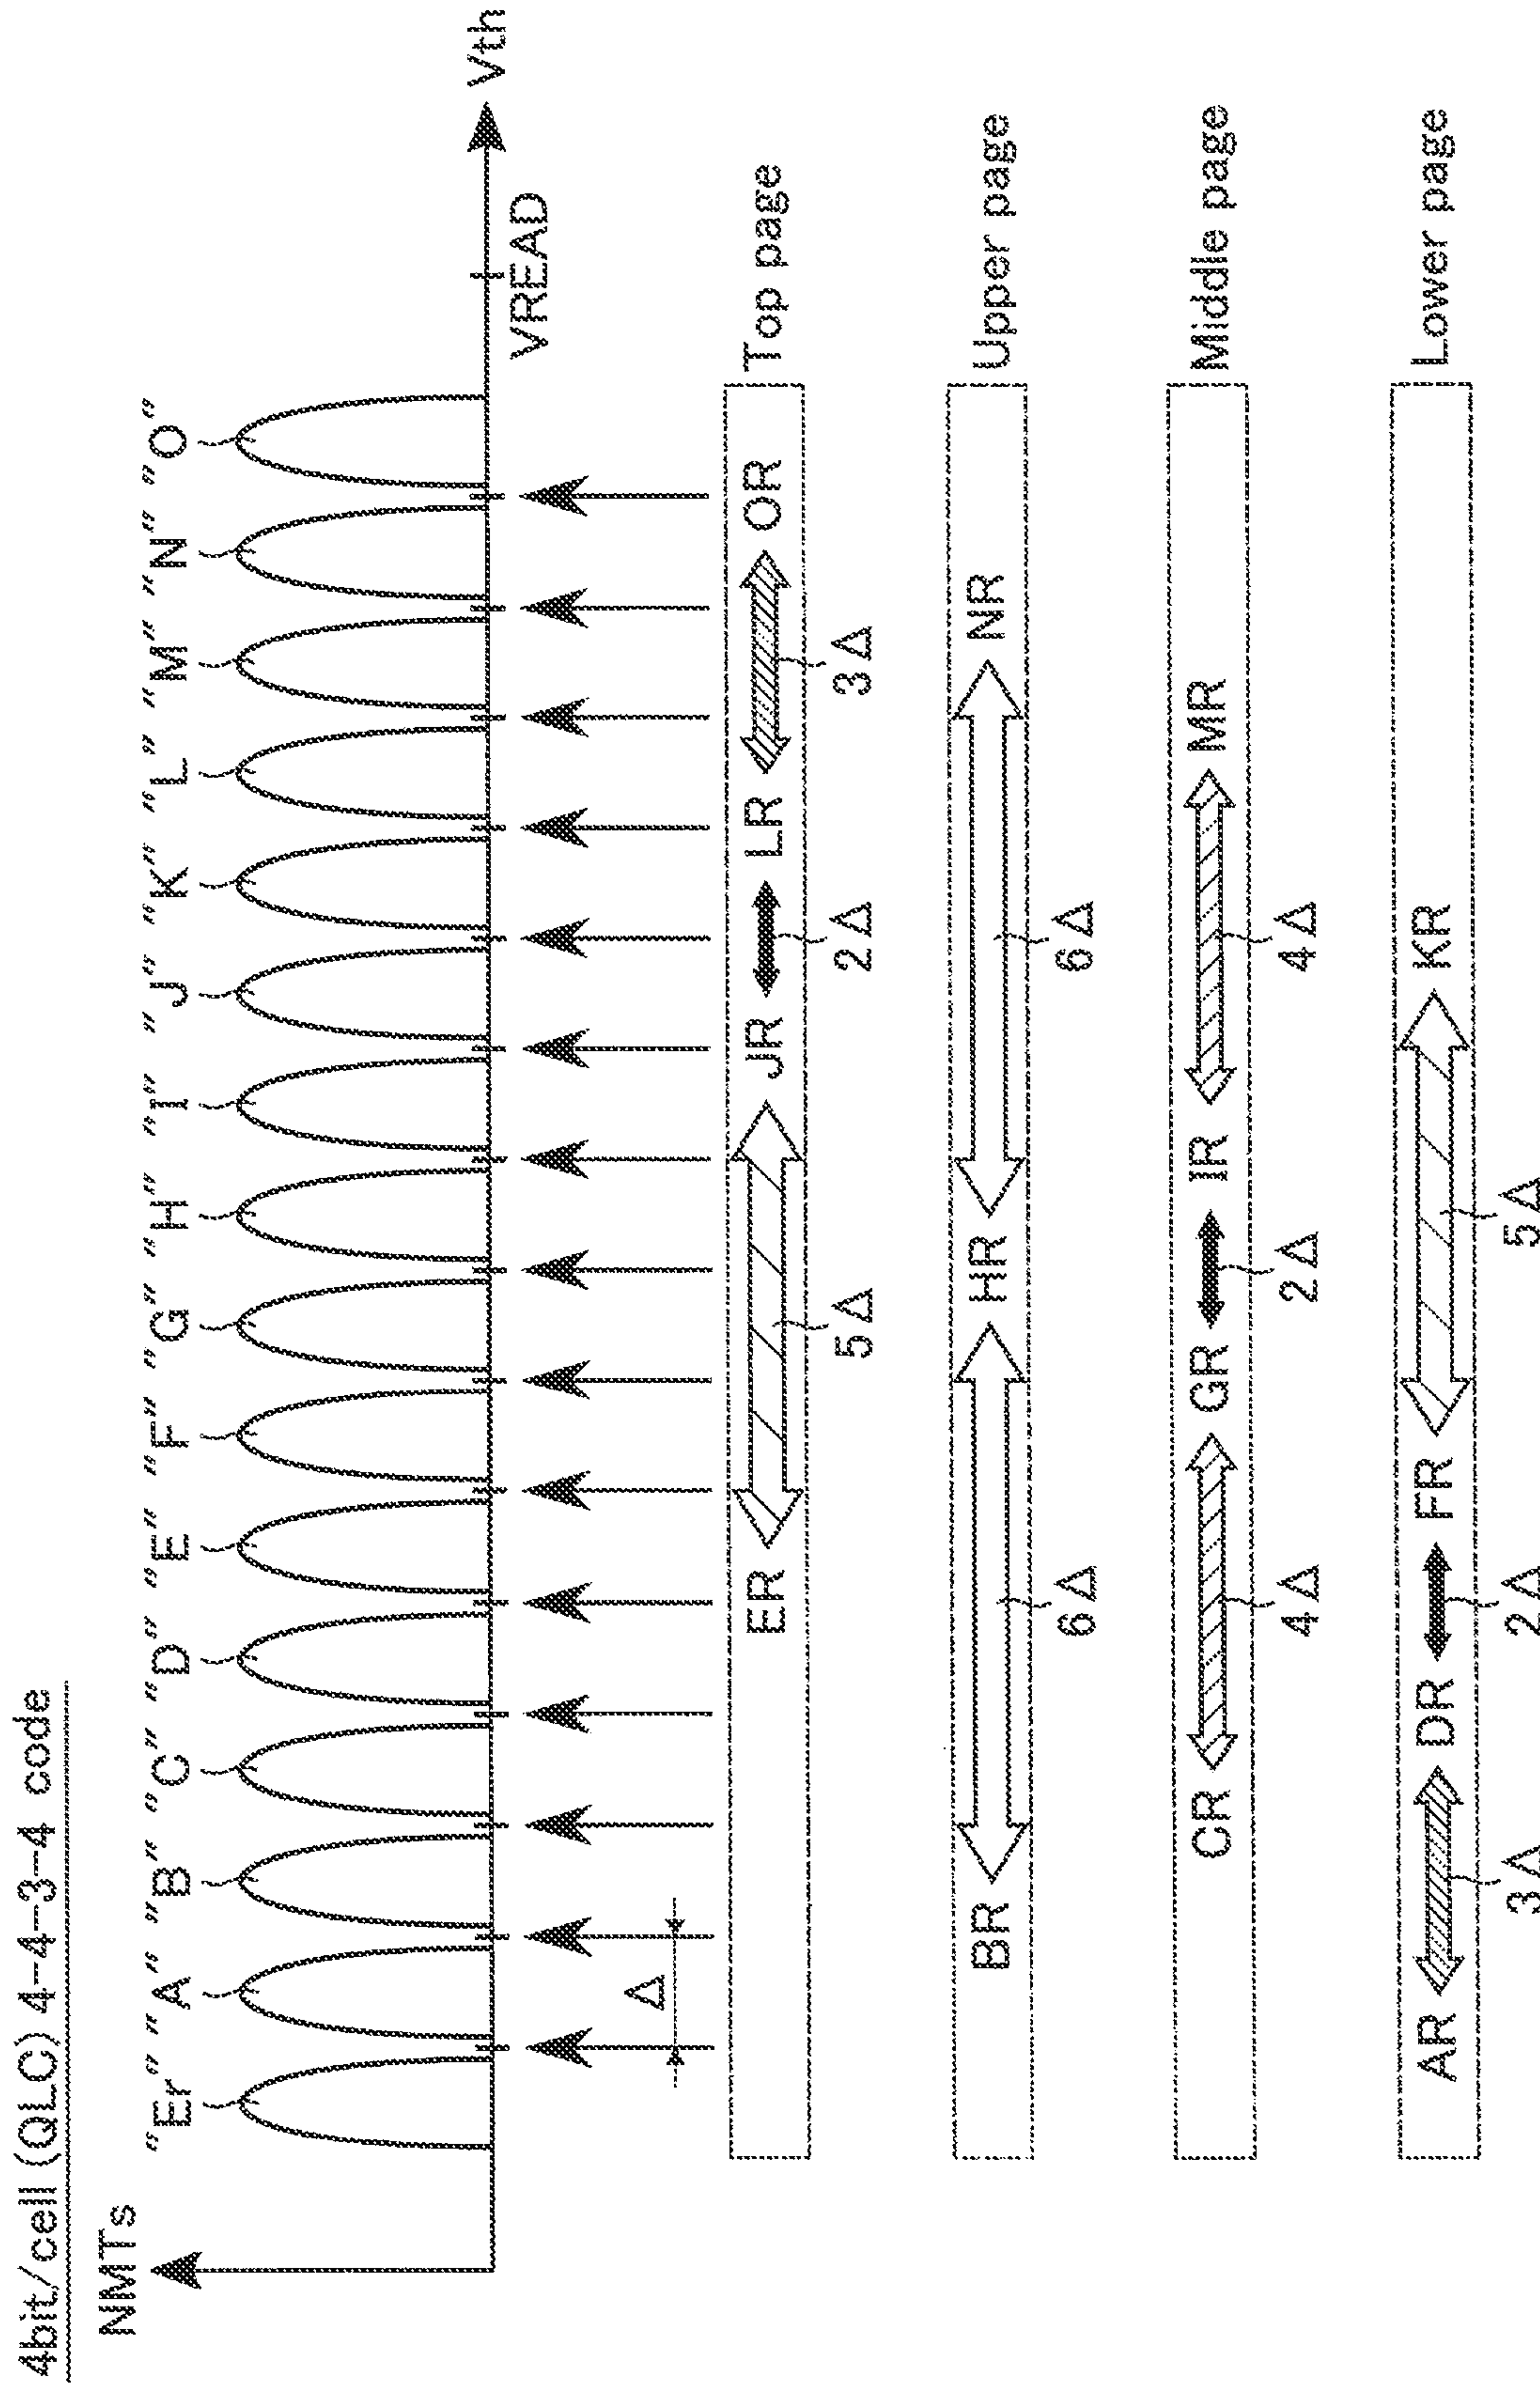 4bit/cell (QLC) 4-4-3-4 code
NMTs
"Er" "A" "B" "C" "D" "E" "F" "G" "H" "I" "J" "K" "L" "M" "N" "O"
VREAD
Vth
Δ
ER JR LR OR Top page
5Δ 2Δ 3Δ
BR HR NR Upper page
6Δ 6Δ
CR GR IR MR Middle page
4Δ 2Δ 4Δ
AR DR FR KR Lower page
3Δ 2Δ 5Δ